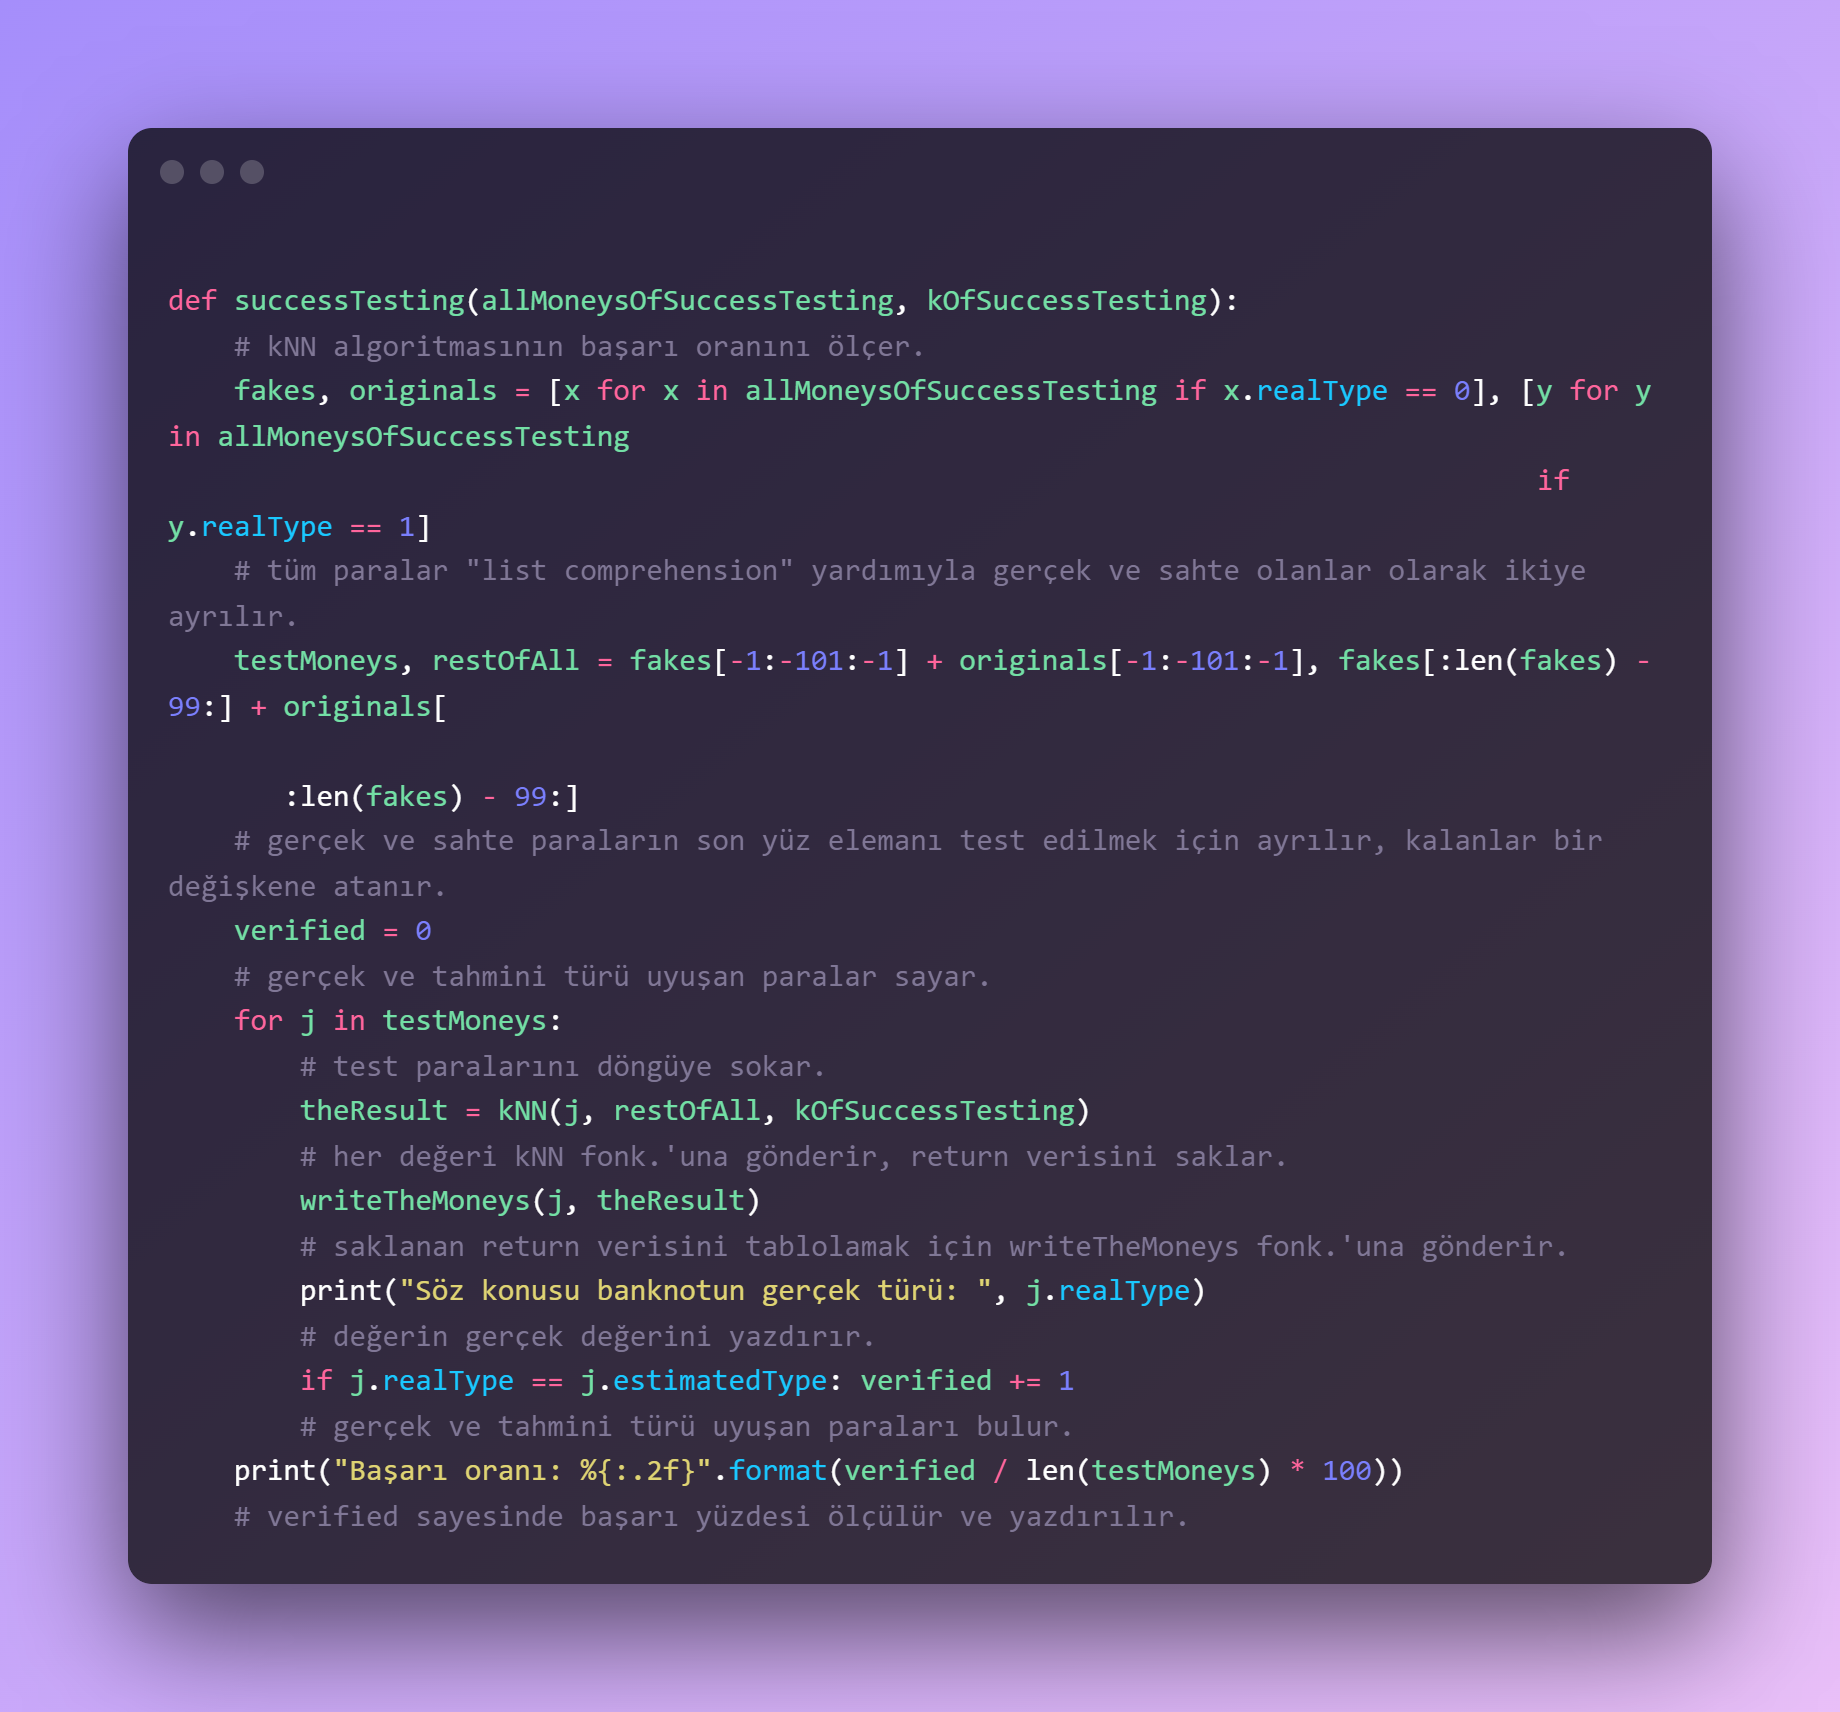 def successTesting(allMoneysOfSuccessTesting, kOfSuccessTesting):
    # kNN algoritmasının başarı oranını ölçer.
    fakes, originals = [x for x in allMoneysOfSuccessTesting if x.realType == 0], [y for y
in allMoneysOfSuccessTesting
                                                                                   if
y.realType == 1]
    # tüm paralar "list comprehension" yardımıyla gerçek ve sahte olanlar olarak ikiye
ayrılır.
    testMoneys, restOfAll = fakes[-1:-101:-1] + originals[-1:-101:-1], fakes[:len(fakes) -
99:] + originals[
       :len(fakes) - 99:]
    # gerçek ve sahte paraların son yüz elemanı test edilmek için ayrılır, kalanlar bir
değişkene atanır.
    verified = 0
    # gerçek ve tahmini türü uyuşan paralar sayar.
    for j in testMoneys:
        # test paralarını döngüye sokar.
        theResult = kNN(j, restOfAll, kOfSuccessTesting)
        # her değeri kNN fonk.'una gönderir, return verisini saklar.
        writeTheMoneys(j, theResult)
        # saklanan return verisini tablolamak için writeTheMoneys fonk.'una gönderir.
        print("Söz konusu banknotun gerçek türü: ", j.realType)
        # değerin gerçek değerini yazdırır.
        if j.realType == j.estimatedType: verified += 1
        # gerçek ve tahmini türü uyuşan paraları bulur.
    print("Başarı oranı: %{:.2f}".format(verified / len(testMoneys) * 100))
    # verified sayesinde başarı yüzdesi ölçülür ve yazdırılır.